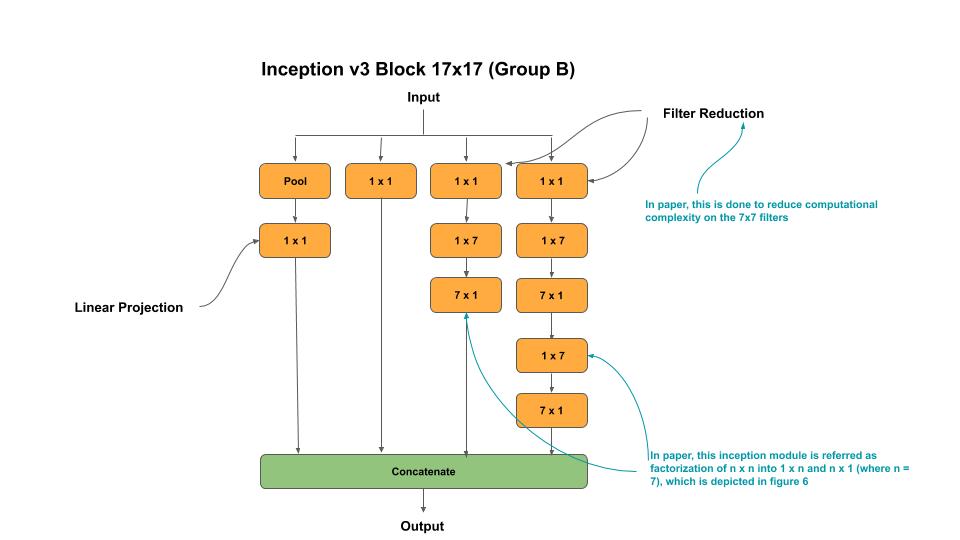 Inception v3 Block 17x17 (Group B)
Input
Filter Reduction
Pool
1 x 1
1 x 1
1 x 1
In paper, this is done to reduce computational
complexity on the 7x7 filters
1 x 1
1 x 7
1 x 7
Linear Projection
7 x 1
7 x 1
1 x 7
7 x 1
In paper, this inception module is referred as
factorization of n x n into 1 x n and n x 1 (where n =
7), which is depicted in figure 6
Concatenate
Output